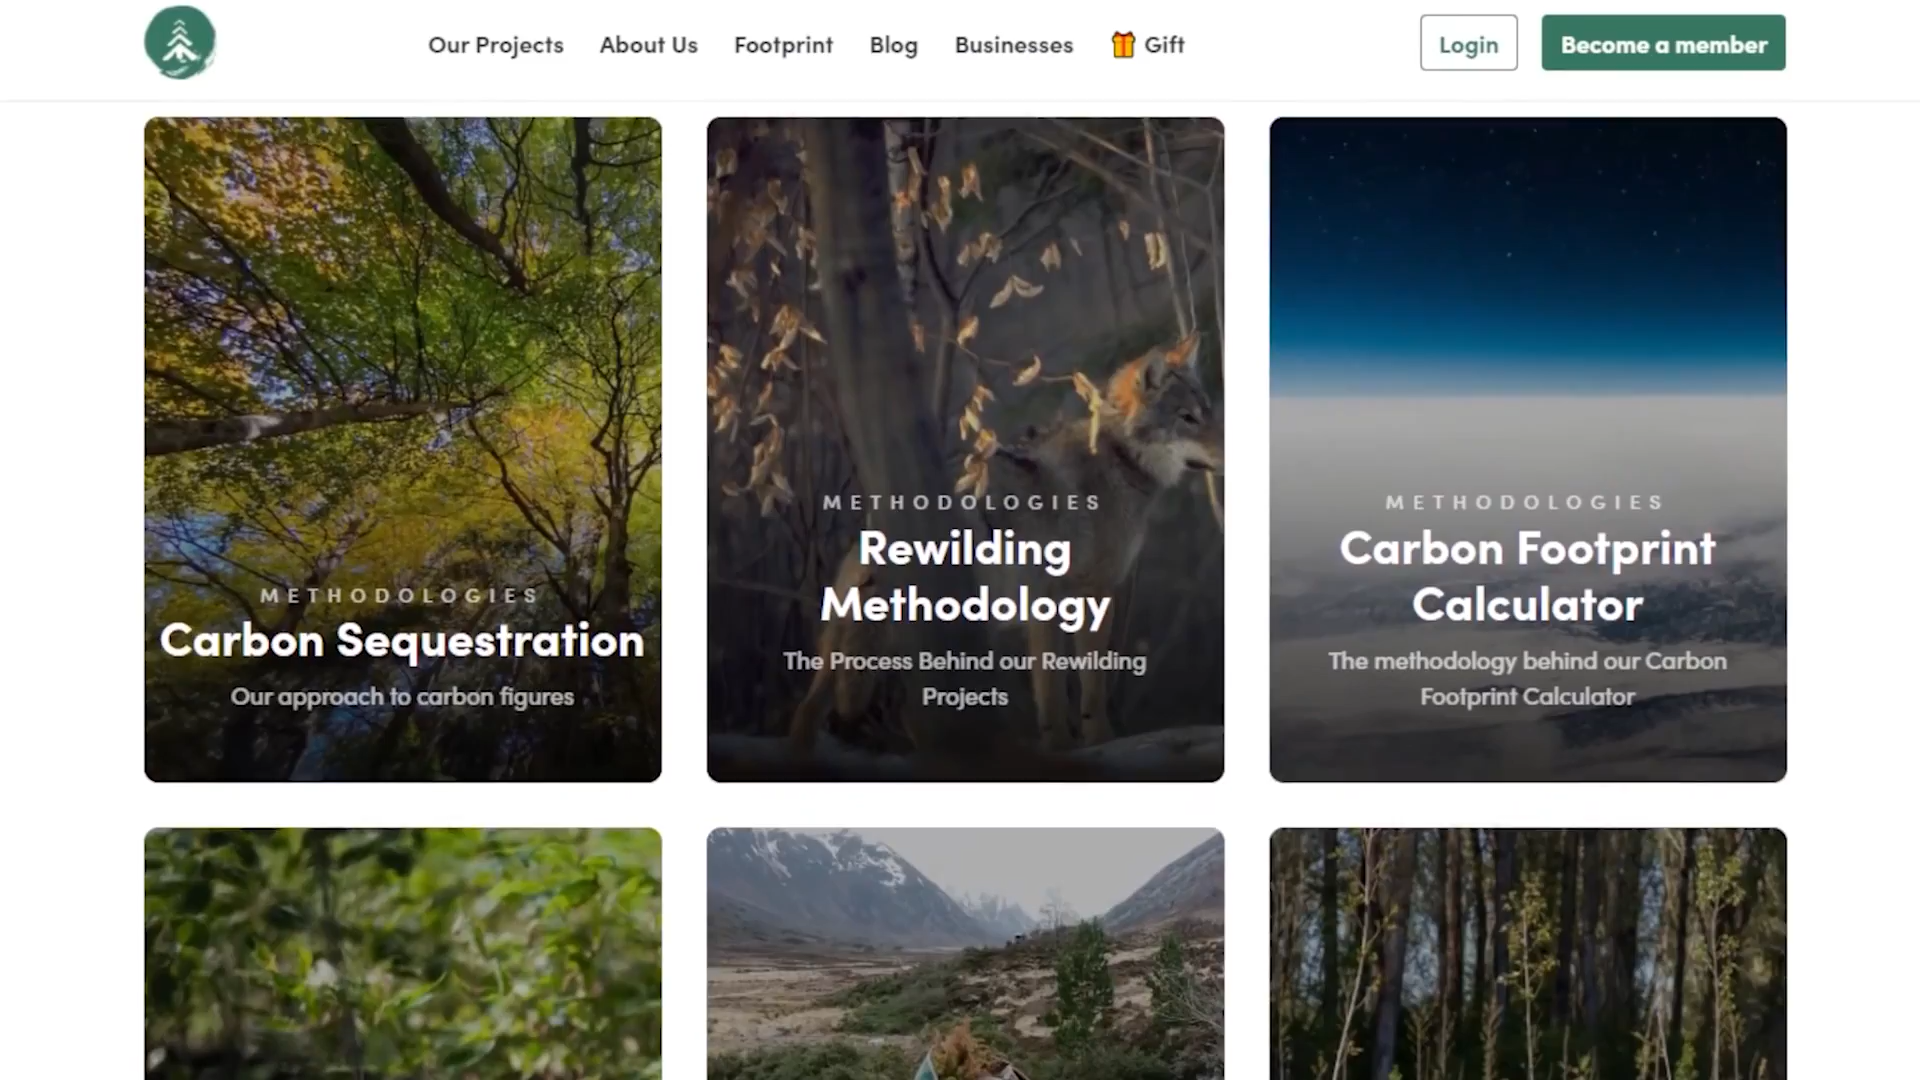 Our Projects About Us Footprint Blog Businesses Gift Login Become a member
METHODOLOGIES
Carbon Sequestration
Our approach to carbon figures
METHODOLOGIES
Rewilding
Methodology
The Process Behind our Rewilding
Projects
METHODOLOGIES
Carbon Footprint
Calculator
The methodology behind our Carbon
Footprint Calculator